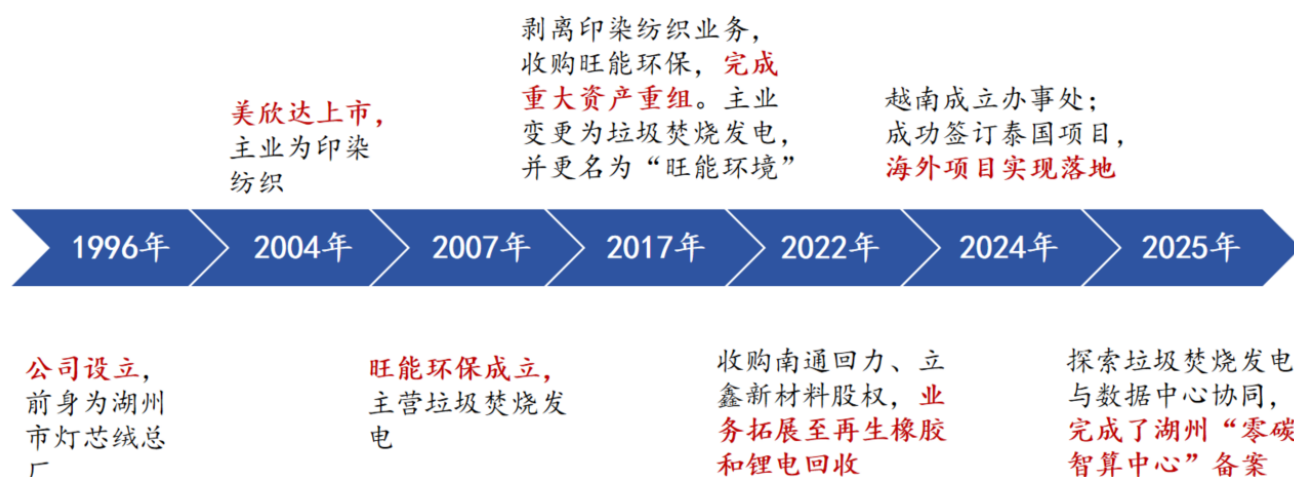 剥离印染纺织业务,
收购旺能环保，完成
重大资产重组。主业
变更为垃圾焚烧发电，
并更名为“旺能环境”
美欣达上市，
主业为印染
纺织
越南成立办事处；
成功签订泰国项目，
海外项目实现落地
1996年
2004年
2007年
2017年
2022年
2024年
2025年
公司设立，
前身为湖州
市灯芯绒总
厂
旺能环保成立，
主营垃圾焚烧发
电
收购南通回力、立
鑫新材料股权，业
务拓展至再生橡胶
和锂电回收
探索垃圾焚烧发电
与数据中心协同，
完成了湖州“零碳
智算中心”备案